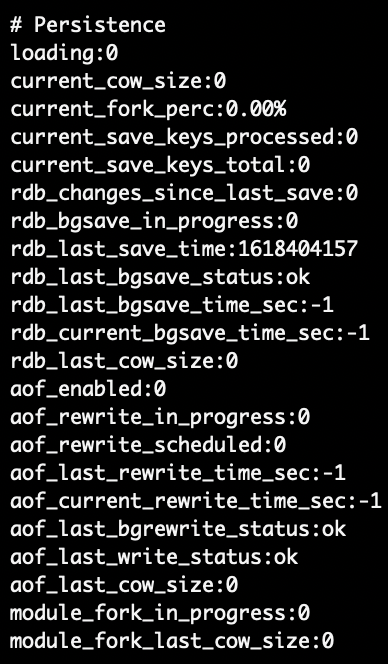 # Persistence
loading:0
current_cow_size:0
current_fork_perc:0.00%
current_save_keys_processed:0
current_save_keys_total:0
rdb_changes_since_last_save:0
rdb_bgsave_in_progress:0
rdb_last_save_time:1618404157
rdb_last_bgsave_status:ok
rdb_last_bgsave_time_sec:-1
rdb_current_bgsave_time_sec:-1
rdb_last_cow_size:0
aof_enabled:0
aof_rewrite_in_progress:0
aof_rewrite_scheduled:0
aof_last_rewrite_time_sec:-1
aof_current_rewrite_time_sec:-1
aof_last_bgrewrite_status:ok
aof_last_write_status:ok
aof_last_cow_size:0
module_fork_in_progress:0
module_fork_last_cow_size:0